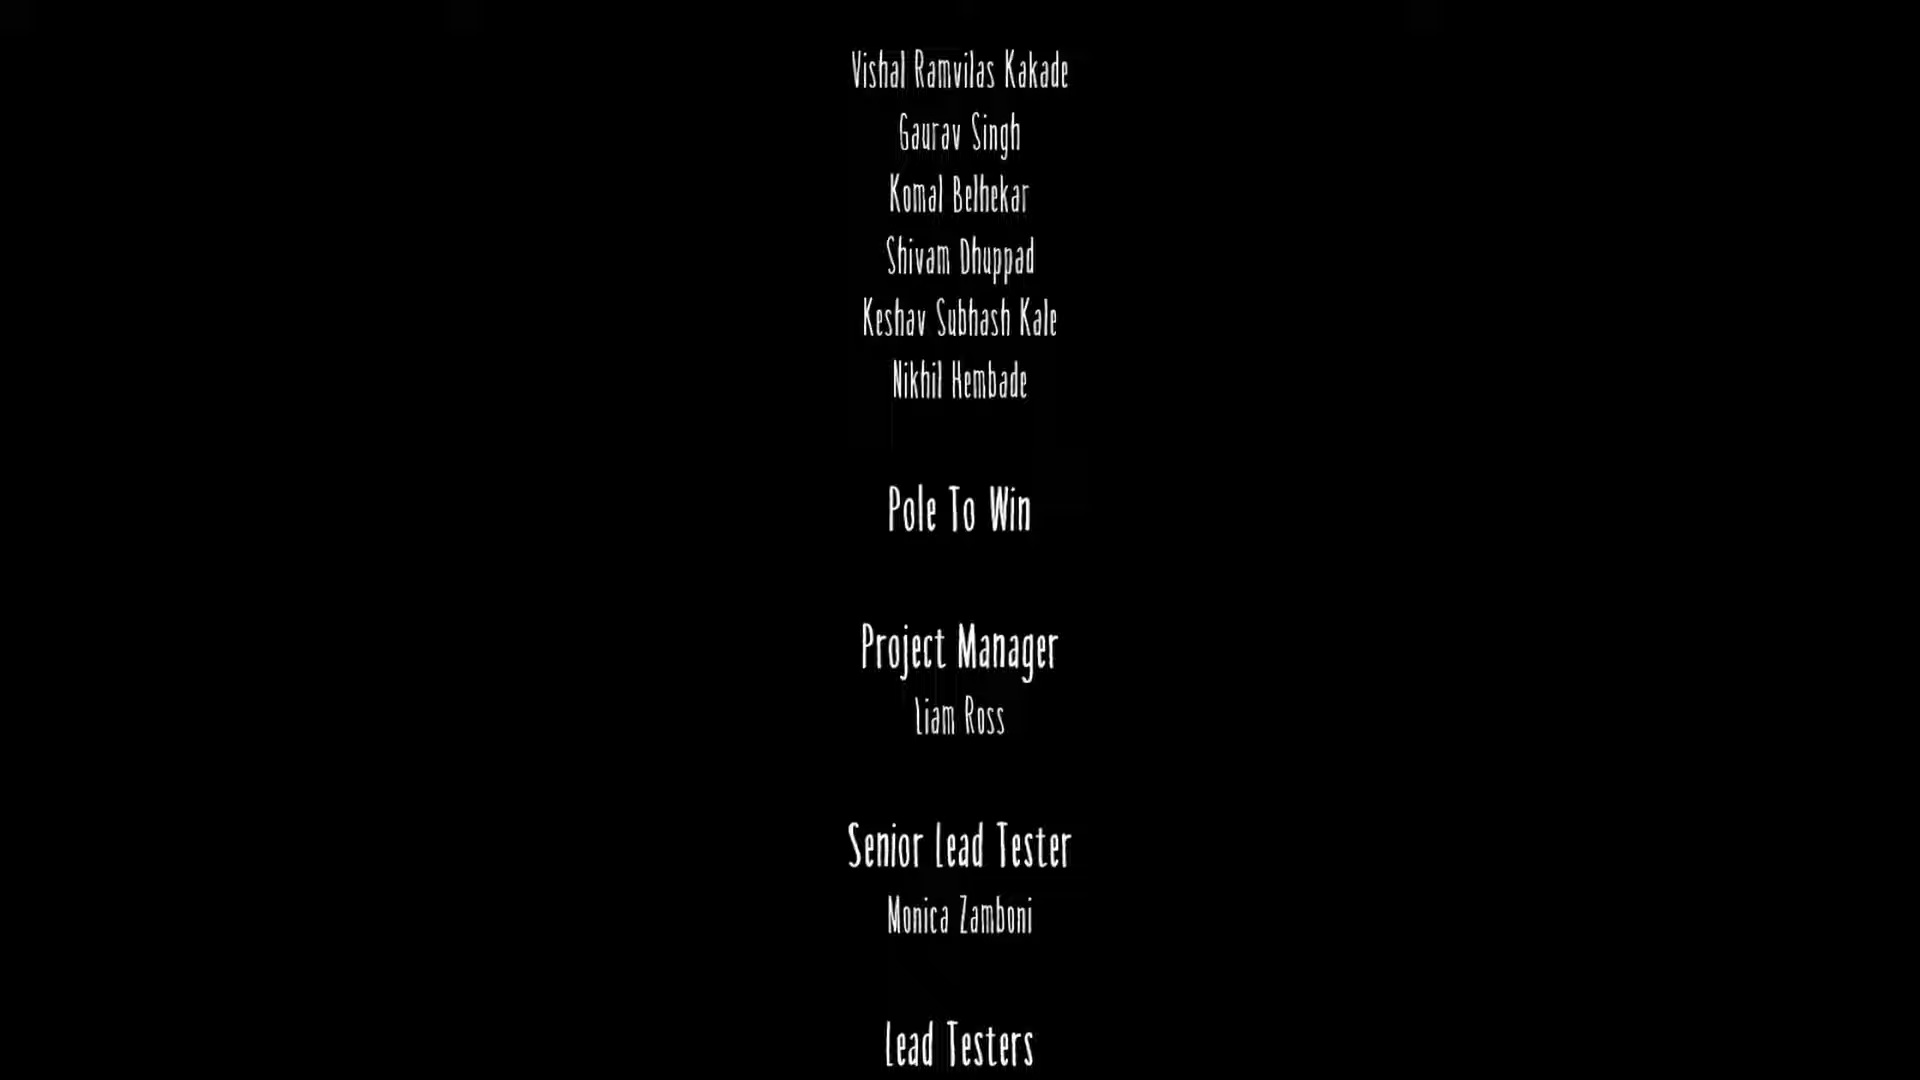 Vishal Ramvilas Kakade
Gaurav Singh
Komal Belhekar
Shivam Dhuppad
Keshav Subhash Kale
Nikhil Hembade
Pole To Win
Project Manager
Liam Ross
Senior Lead Tester
Monica Zamboni
Lead Testers